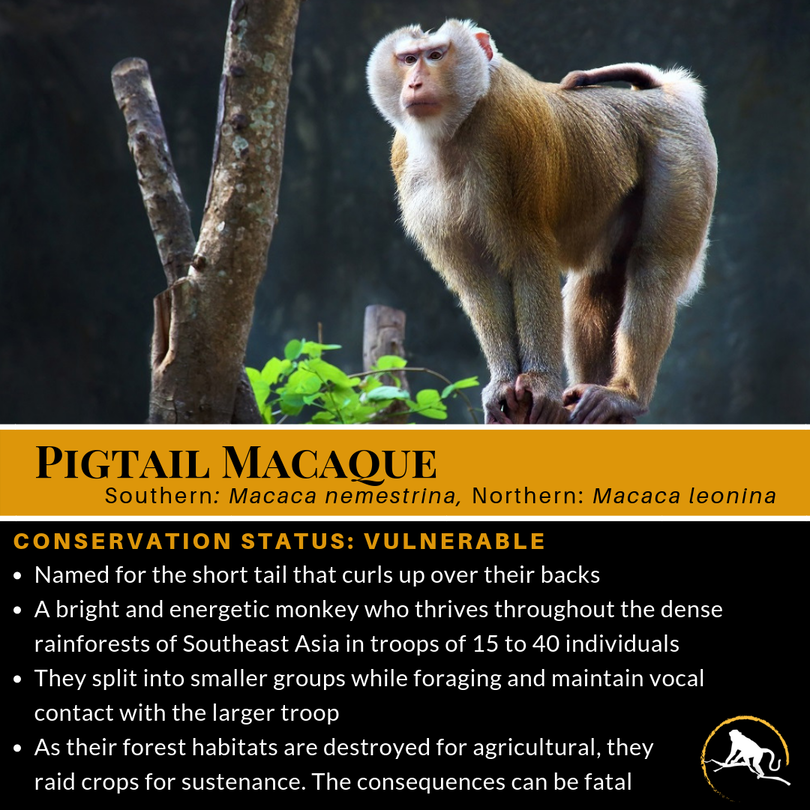 Pigtail Macaque
Southern: Macaca nemestrina, Northern: Macaca leonina
CONSERVATION STATUS: VULNERABLE
• Named for the short tail that curls up over their backs
• A bright and energetic monkey who thrives throughout the dense
rainforests of Southeast Asia in troops of 15 to 40 individuals
• They split into smaller groups while foraging and maintain vocal
contact with the larger troop
• As their forest habitats are destroyed for agricultural, they
raid crops for sustenance. The consequences can be fatal